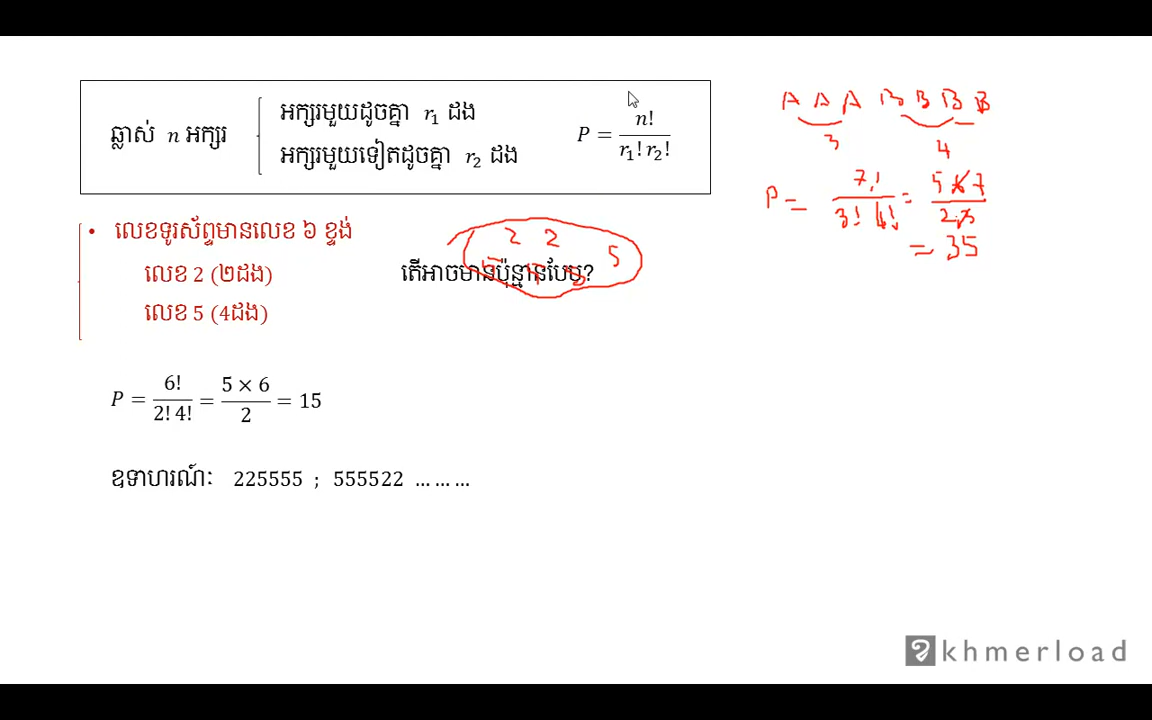 ឆ្លាស់ n អក្សរ
អក្សរមួយដូចគ្នា r₁ ដង
អក្សរមួយទៀតដូចគ្នា r₂ ដង
P = n! / r₁! r₂!
A A A B B B B
3 4
P = 7! / 3! 4! = 5×6×7 / 2×3
= 35
• លេខទូរស័ព្ទមានលេខ ៦ ខ្ទង់
លេខ 2 (២ដង)
លេខ 5 (4ដង)
តើអាចមានប៉ុន្មានបែប?
2 2 5
P = 6! / 2! 4! = 5 × 6 / 2 = 15
ឧទាហរណ៍: 225555 ; 555522 ... ... ...
khmerload